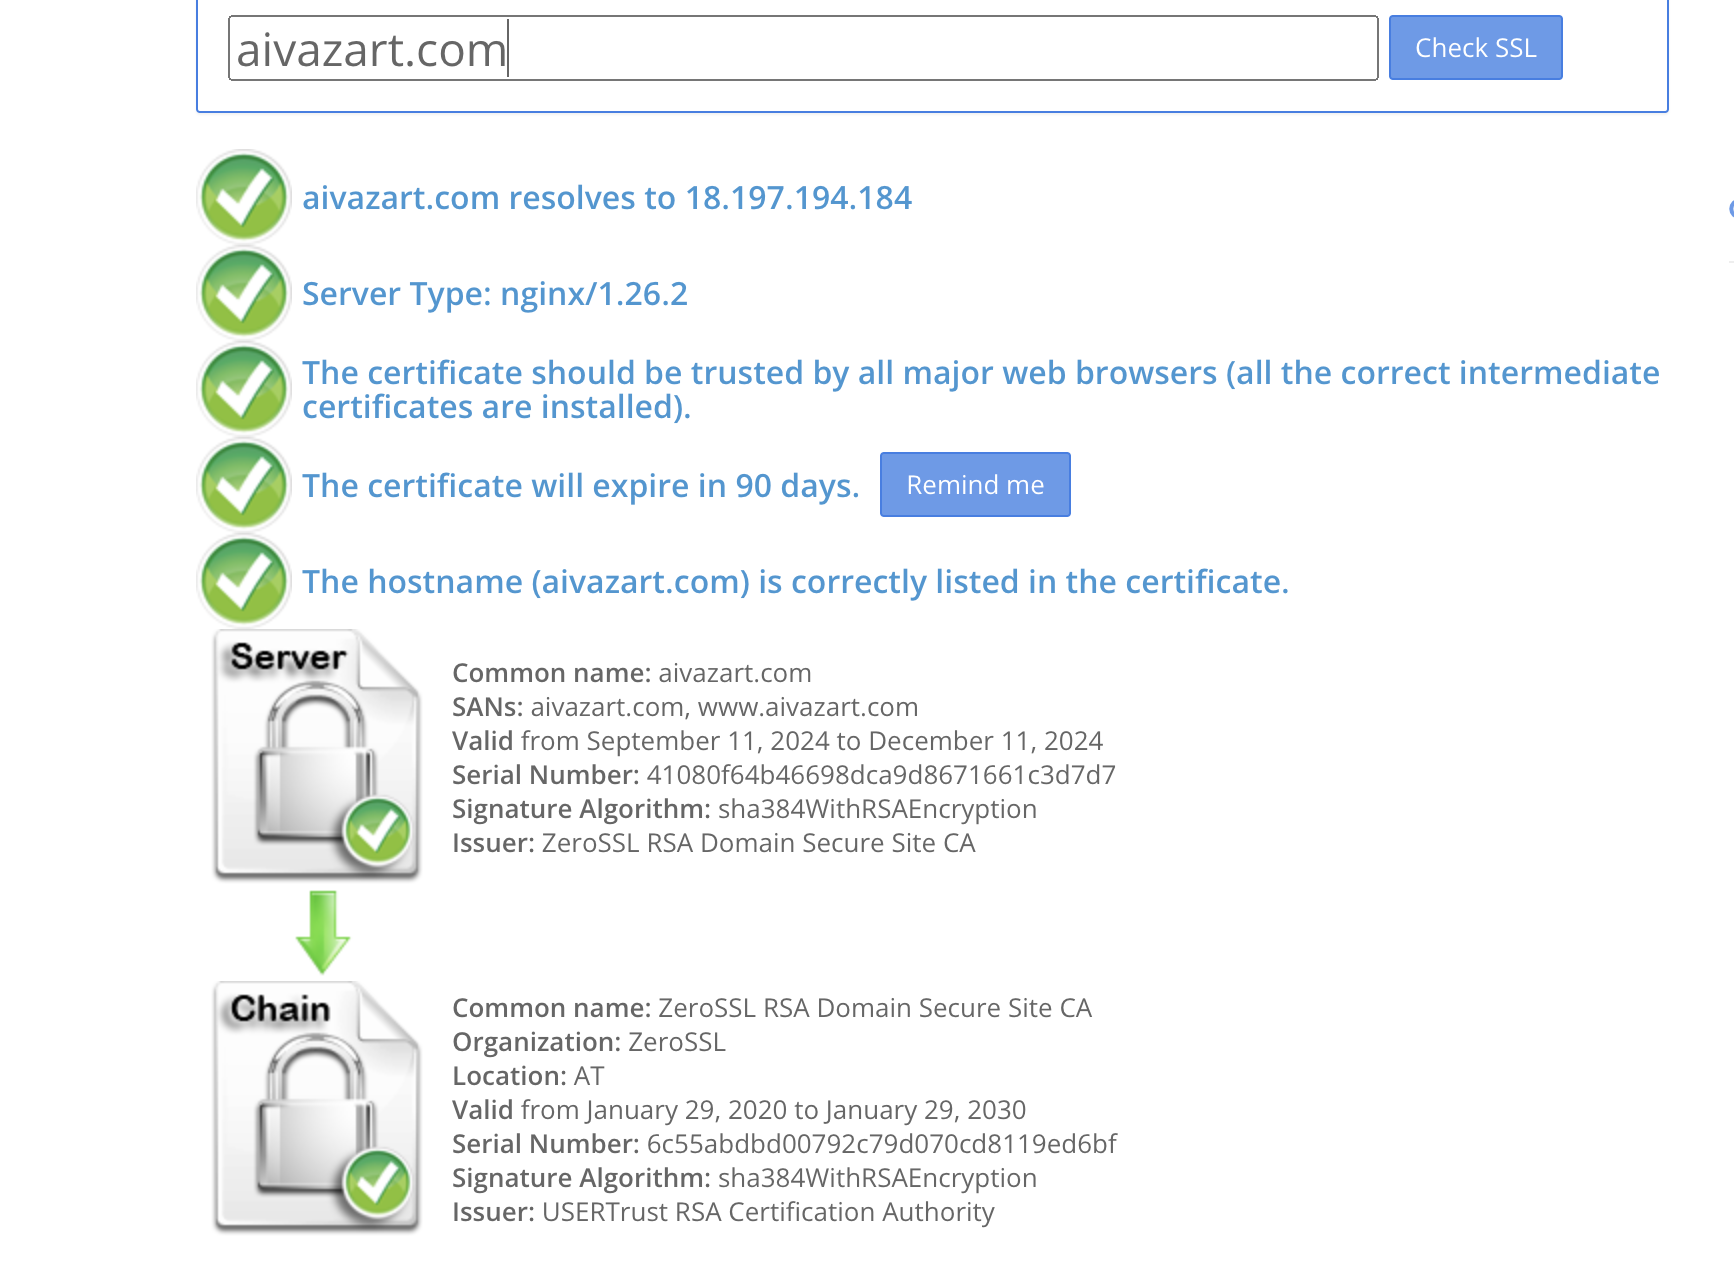 aivazart.com
Check SSL
aivazart.com resolves to 18.197.194.184
Server Type: nginx/1.26.2
The certificate should be trusted by all major web browsers (all the correct intermediate
certificates are installed).
The certificate will expire in 90 days.
Remind me
The hostname (aivazart.com) is correctly listed in the certificate.
Server
Common name: aivazart.com
SANs: aivazart.com, www.aivazart.com
Valid from September 11, 2024 to December 11, 2024
Serial Number: 41080f64b46698dca9d8671661c3d7d7
Signature Algorithm: sha384WithRSAEncryption
Issuer: ZeroSSL RSA Domain Secure Site CA
Chain
Common name: ZeroSSL RSA Domain Secure Site CA
Organization: ZeroSSL
Location: AT
Valid from January 29, 2020 to January 29, 2030
Serial Number: 6c55abdbd00792c79d070cd8119ed6bf
Signature Algorithm: sha384WithRSAEncryption
Issuer: USERTrust RSA Certification Authority